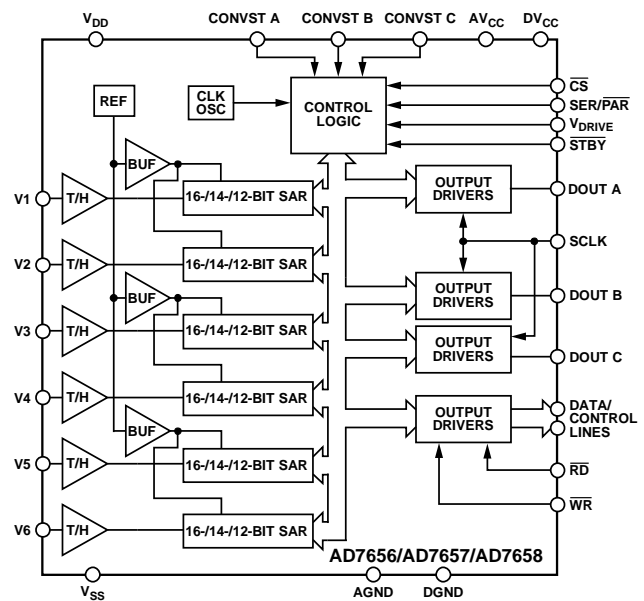 CONVST A CONVST B CONVST C AVCC DVCC
VDD
REF
CLK OSC
CONTROL LOGIC
CS
SER/PAR
VDRIVE
STBY
BUF
V1 T/H 16-/14-/12-BIT SAR
OUTPUT DRIVERS
DOUT A
SCLK
V2 T/H 16-/14-/12-BIT SAR
BUF
OUTPUT DRIVERS
DOUT B
V3 T/H 16-/14-/12-BIT SAR
OUTPUT DRIVERS
DOUT C
V4 T/H 16-/14-/12-BIT SAR
BUF
OUTPUT DRIVERS
DATA/
CONTROL
LINES
V5 T/H 16-/14-/12-BIT SAR
RD
WR
V6 T/H 16-/14-/12-BIT SAR
AD7656/AD7657/AD7658
VSS
AGND DGND